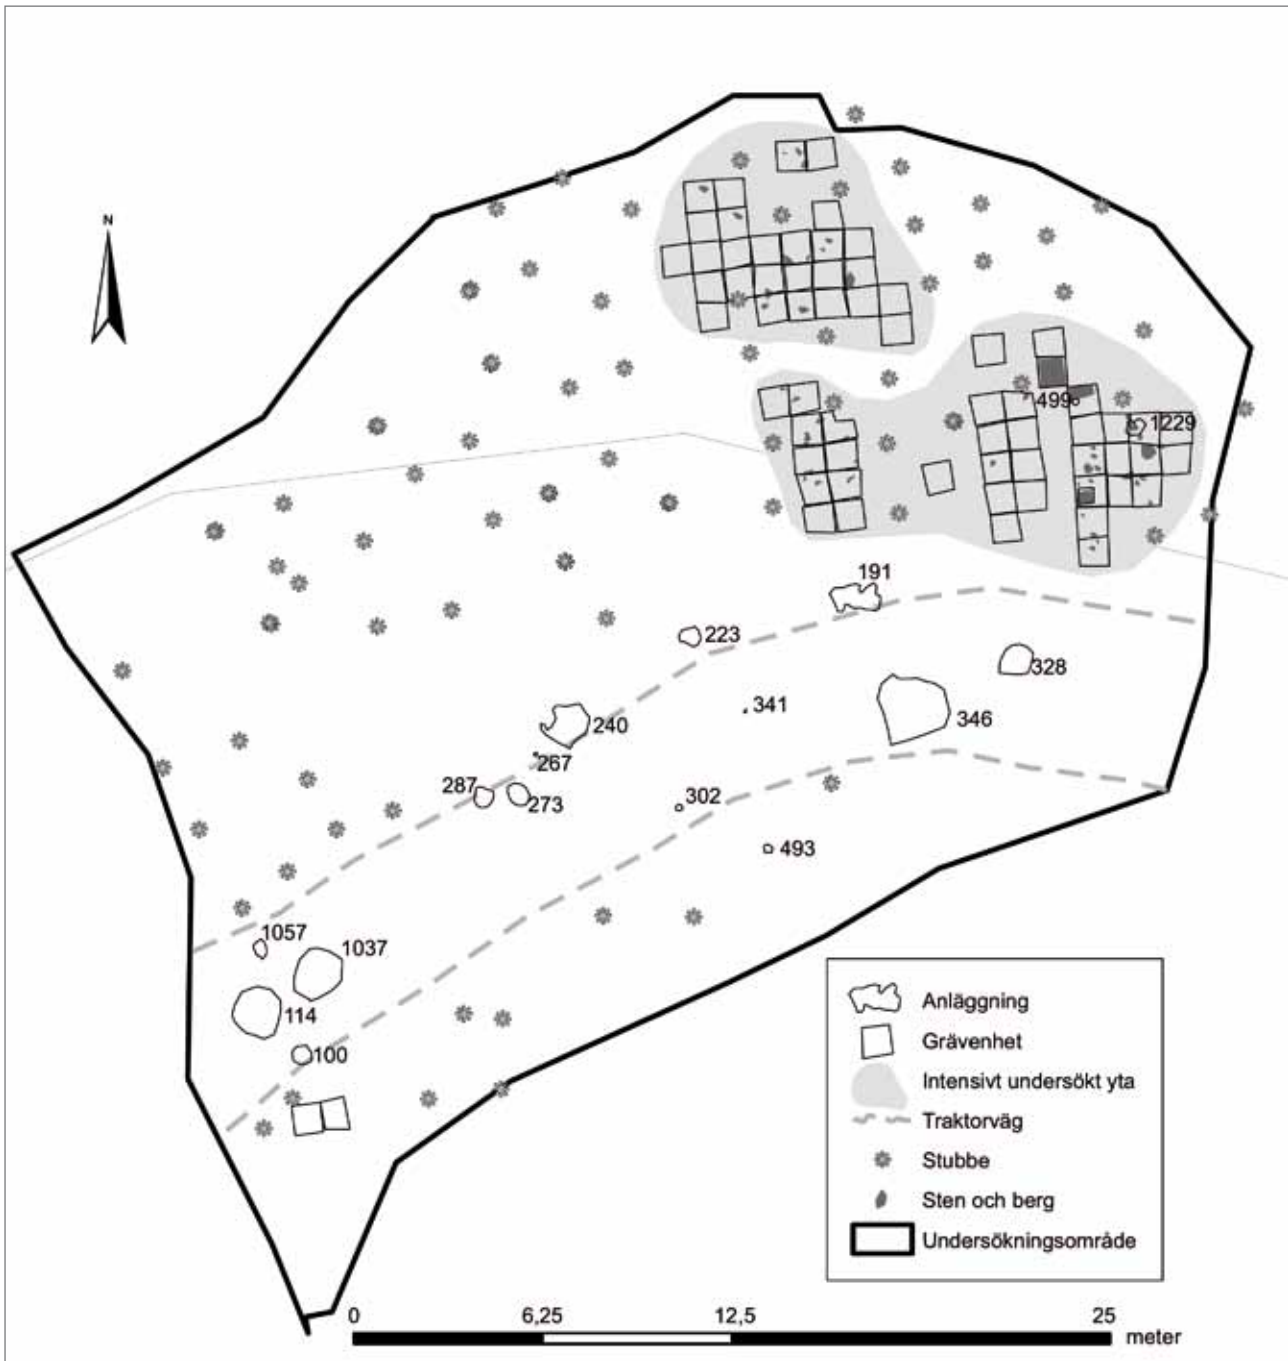 N
499
1229
191
223
328
341
346
240
267
287
273
302
493
1057
1037
114
100
Anläggning
Grävenhet
Intensivt undersökt yta
Traktorväg
Stubbe
Sten och berg
Undersökningsområde
0 6,25 12,5 25
meter